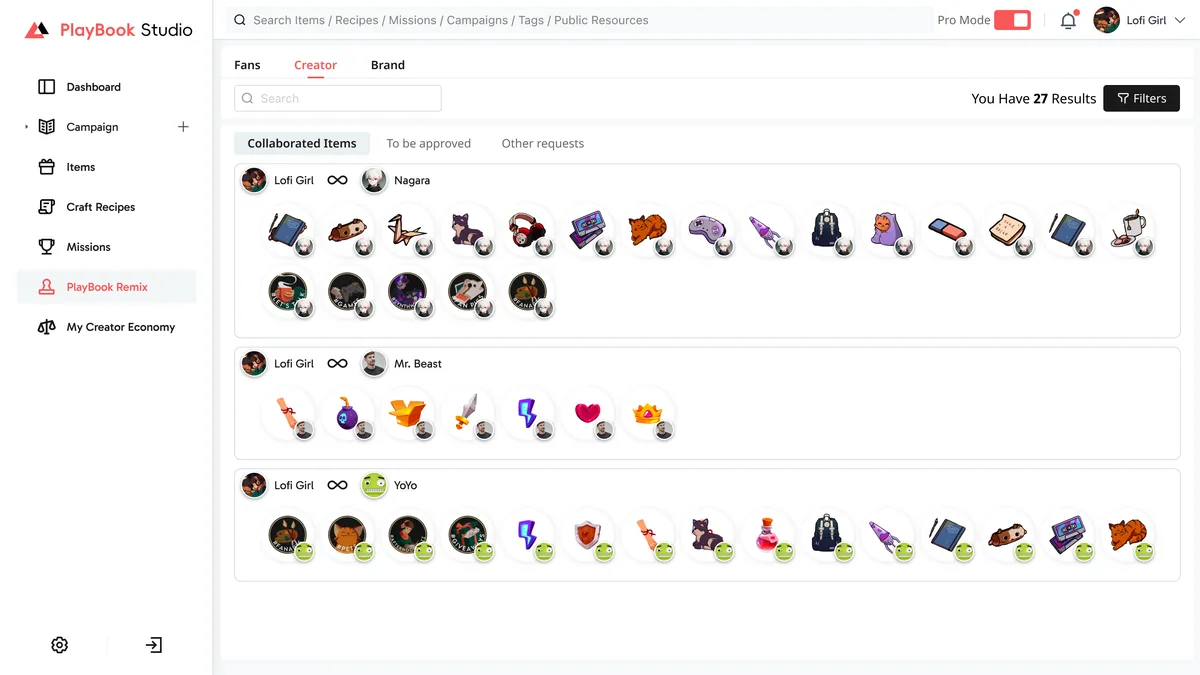 PlayBook Studio
Search Items / Recipes / Missions / Campaigns / Tags / Public Resources
Pro Mode
Lofi Girl
Dashboard
Campaign
Items
Craft Recipes
Missions
PlayBook Remix
My Creator Economy
Fans Creator Brand
Search
You Have 27 Results
Filters
Collaborated Items To be approved Other requests
Lofi Girl Nagara
Lofi Girl Mr. Beast
Lofi Girl YoYo